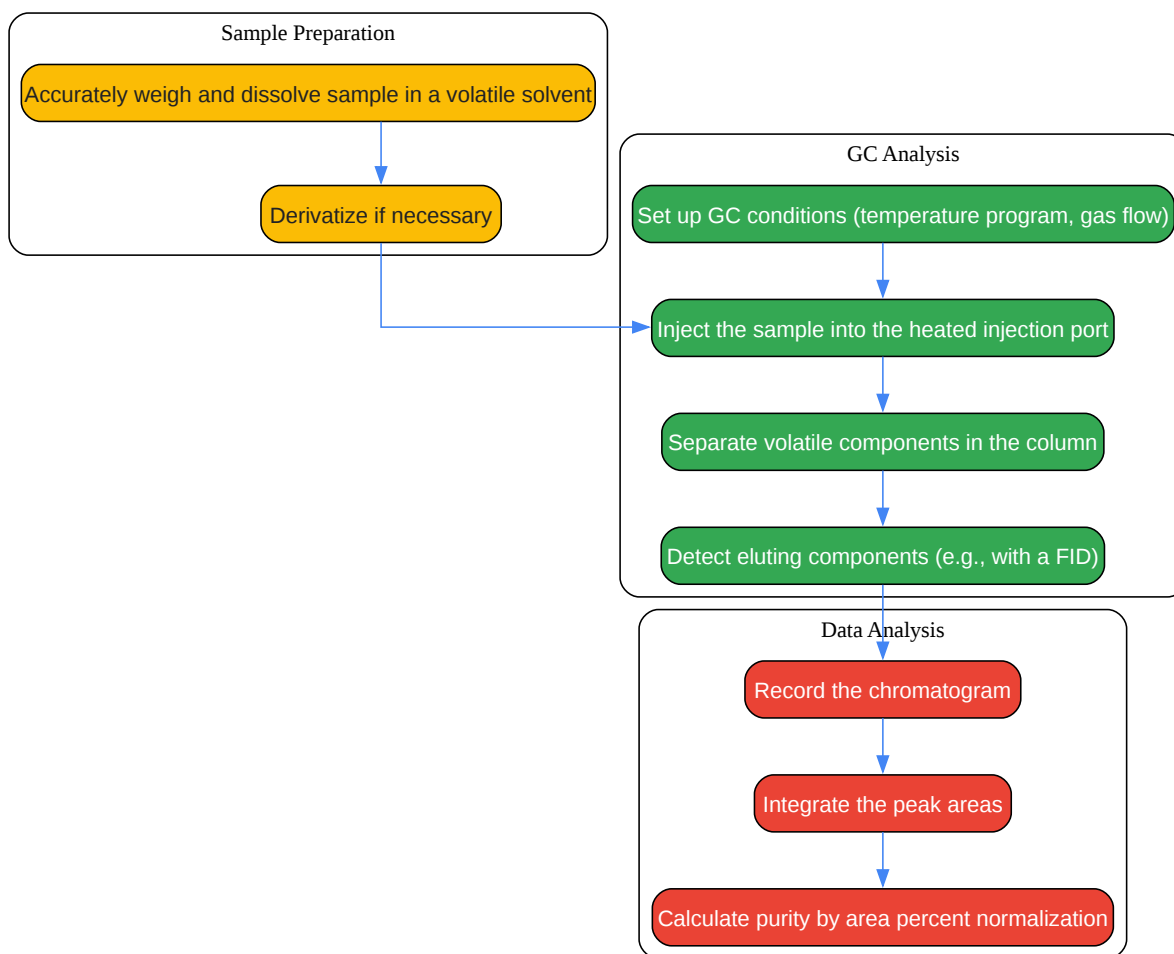 Sample Preparation
Accurately weigh and dissolve sample in a volatile solvent
Derivatize if necessary
GC Analysis
Set up GC conditions (temperature program, gas flow)
Inject the sample into the heated injection port
Separate volatile components in the column
Detect eluting components (e.g., with a FID)
Data Analysis
Record the chromatogram
Integrate the peak areas
Calculate purity by area percent normalization